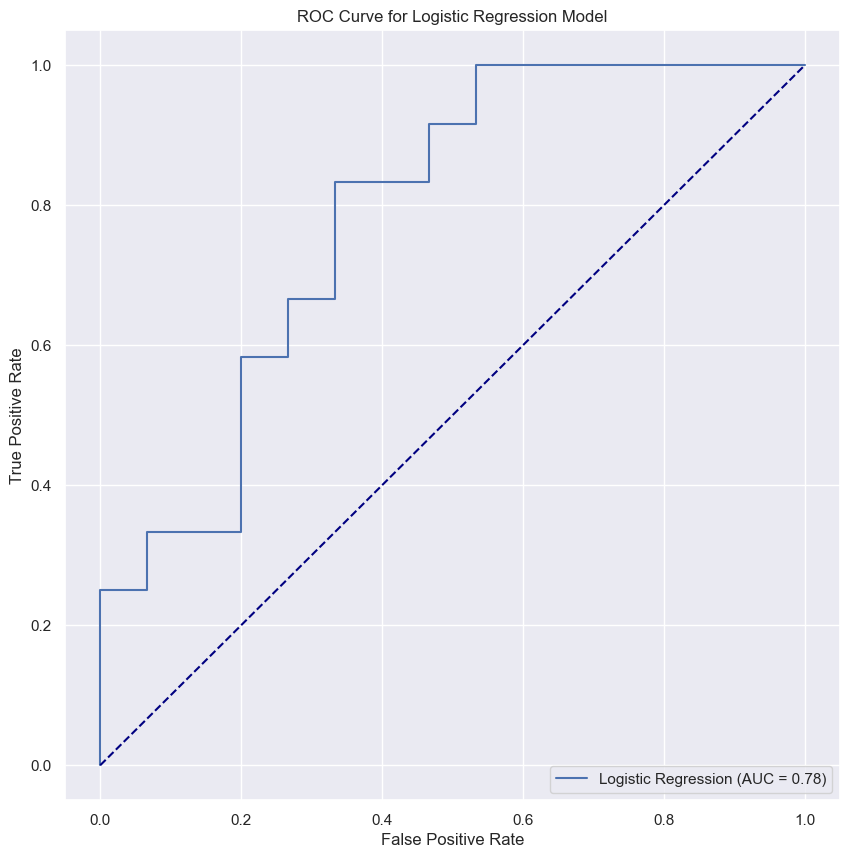 ROC Curve for Logistic Regression Model
1.0
0.8
0.6
0.4
0.2
0.0
True Positive Rate
Logistic Regression (AUC = 0.78)
0.0 0.2 0.4 0.6 0.8 1.0
False Positive Rate